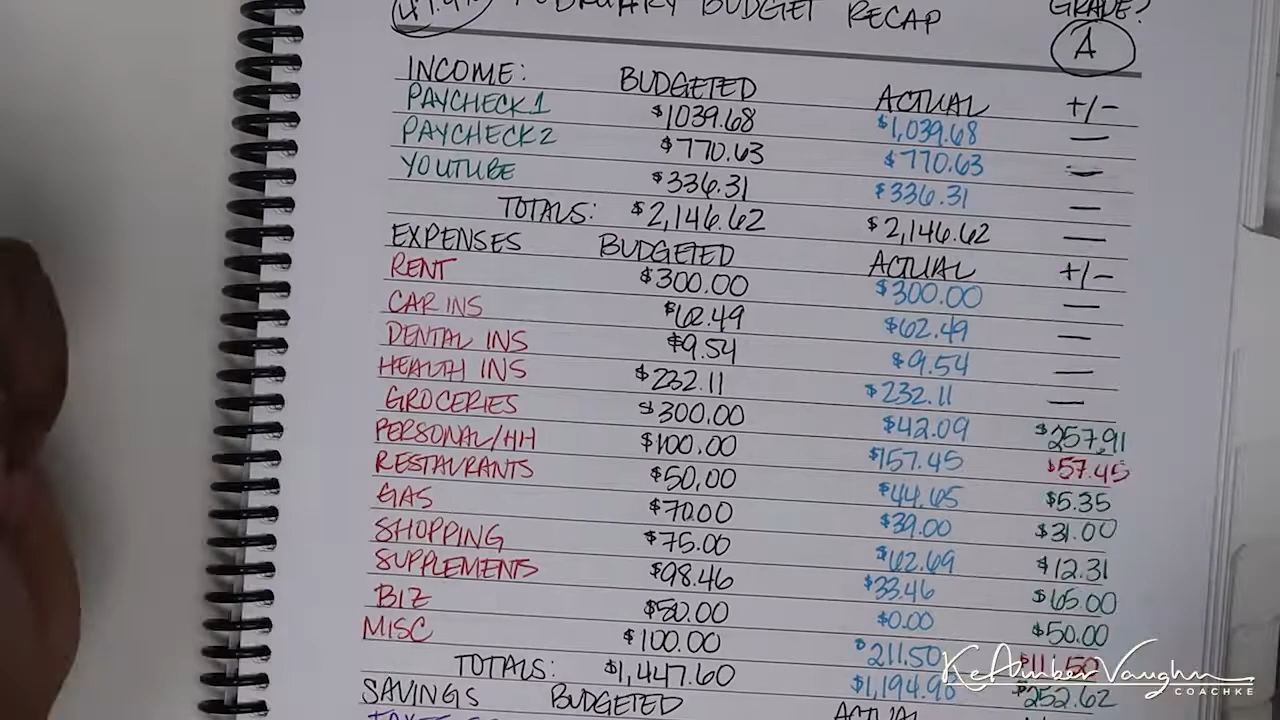 FEBRUARY BUDGET RECAP GRADE?
A
INCOME: BUDGETED ACTUAL +/-
PAYCHECK 1 $1039.68 $1,039.68 —
PAYCHECK 2 $770.63 $770.63 —
YOUTUBE $336.31 $336.31 —
TOTALS: $2,146.62 $2,146.62 —
EXPENSES BUDGETED ACTUAL +/-
RENT $300.00 $300.00 —
CAR INS $62.49 $62.49 —
DENTAL INS $9.54 $9.54 —
HEALTH INS $232.11 $232.11 —
GROCERIES $300.00 $42.09 $257.91
PERSONAL/HH $100.00 $157.45 $57.45
RESTAURANTS $50.00 $44.65 $5.35
GAS $70.00 $39.00 $31.00
SHOPPING $75.00 $62.69 $12.31
SUPPLEMENTS $98.46 $33.46 $65.00
BIZ $50.00 $0.00 $50.00
MISC $100.00 $211.50 $111.50
TOTALS: $1,447.60 $1,194.98 $252.62
SAVINGS BUDGETED ACTUAL
KeAmber Vaughn
COACHKE